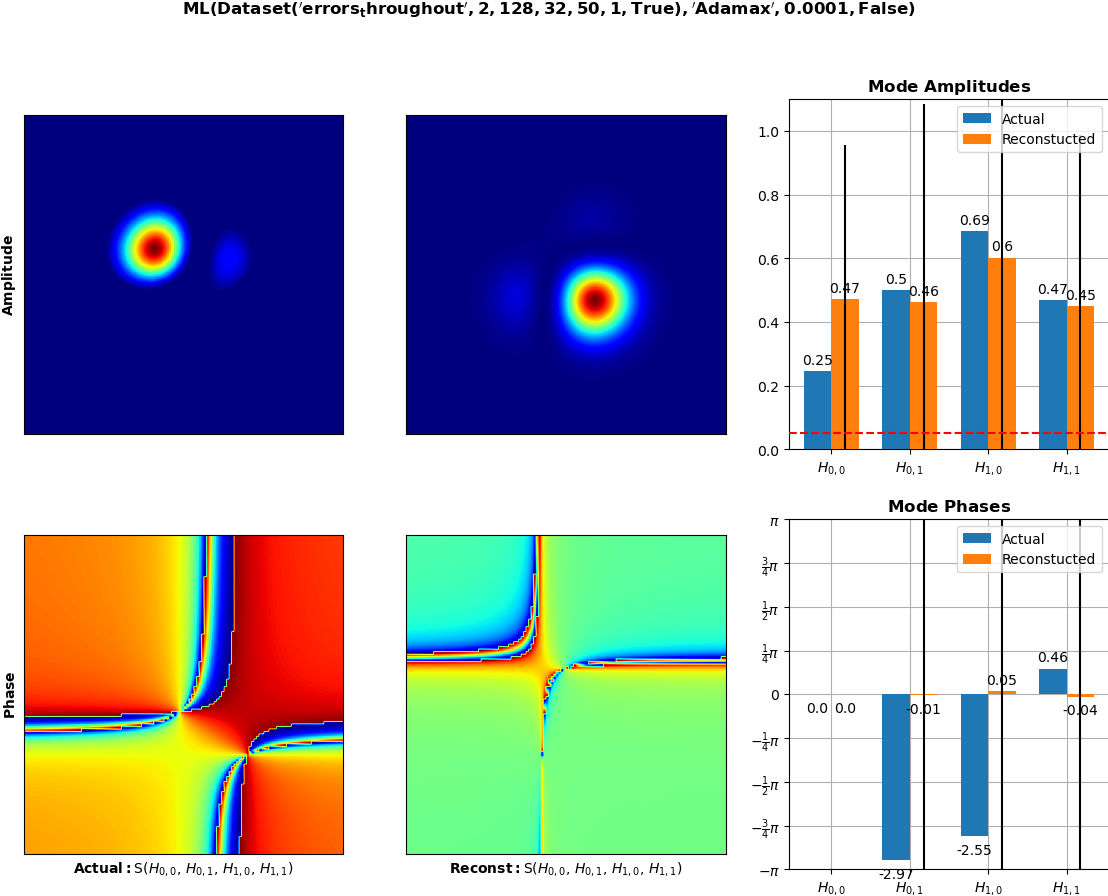 ML(Dataset('errors_throughout', 2, 128, 32, 50, 1, True), 'Adamax', 0.0001, False)
Amplitude
Mode Amplitudes
Actual
Reconstucted
1.0
0.8
0.6
0.4
0.2
0.0
0.25
0.47
0.5
0.46
0.69
0.6
0.47
0.45
H0,0
H0,1
H1,0
H1,1
Phase
Actual: S(H0,0, H0,1, H1,0, H1,1)
Reconst: S(H0,0, H0,1, H1,0, H1,1)
Mode Phases
Actual
Reconstucted
π
3/4π
1/2π
1/4π
0
−1/4π
−1/2π
−3/4π
−π
0.0
0.0
-2.97
-0.01
-2.55
0.05
0.46
-0.04
H0,0
H0,1
H1,0
H1,1